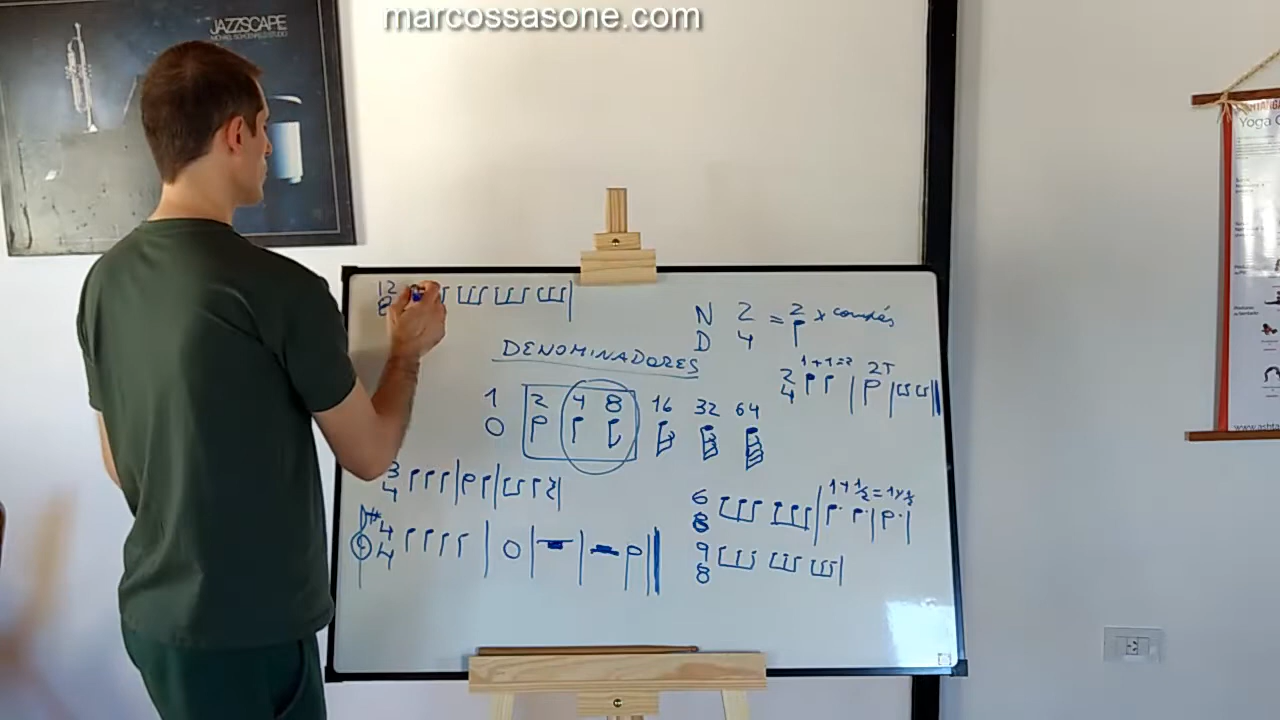 marcossasone.com
JAZZSCAPE
12
8
N 2 = 2 x compás
D 4
DENOMINADORES
1+1=2 2T
2
4
1 2 4 8 16 32 64
0
3
4
6
8
1+1/2=1 y 1/2
4
4
9
8
Yoga
www.ashta